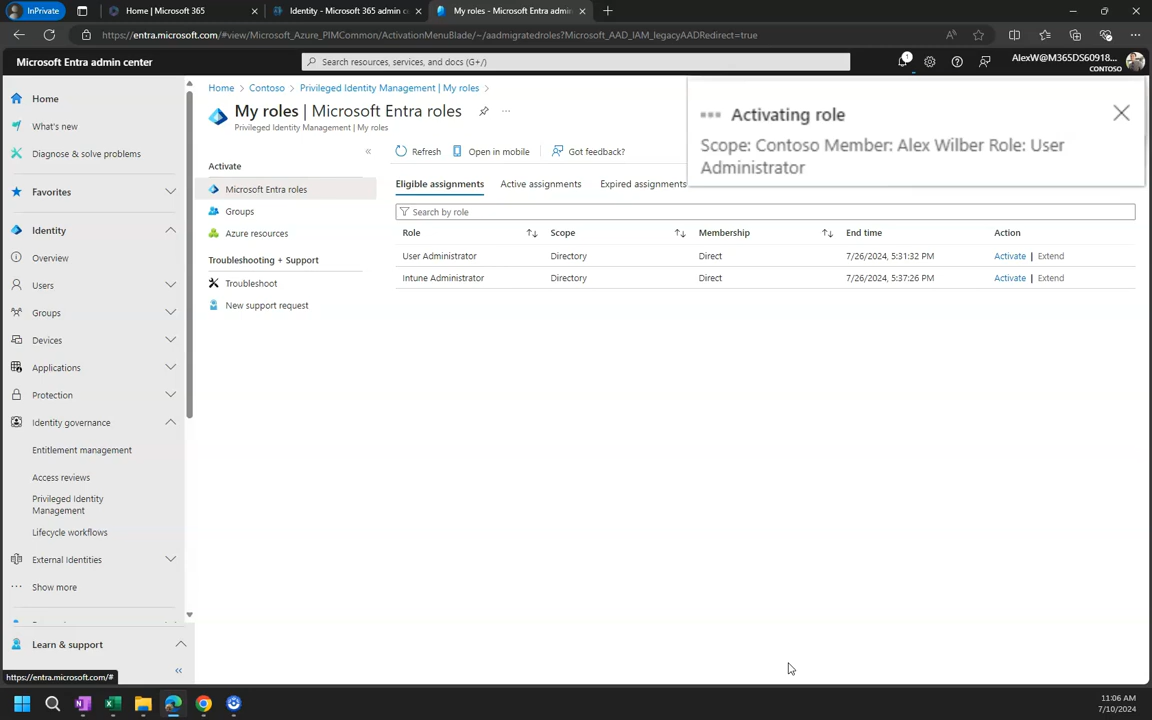 InPrivate
Home | Microsoft 365
Identity - Microsoft 365 admin c
My roles - Microsoft Entra admin
https://entra.microsoft.com/#view/Microsoft_Azure_PIMCommon/ActivationMenuBlade/~/aadmigratedroles?Microsoft_AAD_IAM_legacyAADRedirect=true
Microsoft Entra admin center
Search resources, services, and docs (G+/)
1
AlexW@M365DS60918...
CONTOSO
Home
What's new
Diagnose & solve problems
Favorites
Identity
Overview
Users
Groups
Devices
Applications
Protection
Identity governance
Entitlement management
Access reviews
Privileged Identity
Management
Lifecycle workflows
External Identities
Show more
Learn & support
https://entra.microsoft.com/#
Home > Contoso > Privileged Identity Management | My roles >
My roles | Microsoft Entra roles
Privileged Identity Management | My roles
Activate
Microsoft Entra roles
Groups
Azure resources
Troubleshooting + Support
Troubleshoot
New support request
Refresh Open in mobile Got feedback?
Eligible assignments Active assignments Expired assignments
Search by role
Role Scope Membership End time Action
User Administrator Directory Direct 7/26/2024, 5:31:32 PM Activate | Extend
Intune Administrator Directory Direct 7/26/2024, 5:37:26 PM Activate | Extend
Activating role
Scope: Contoso Member: Alex Wilber Role: User
Administrator
11:06 AM
7/10/2024